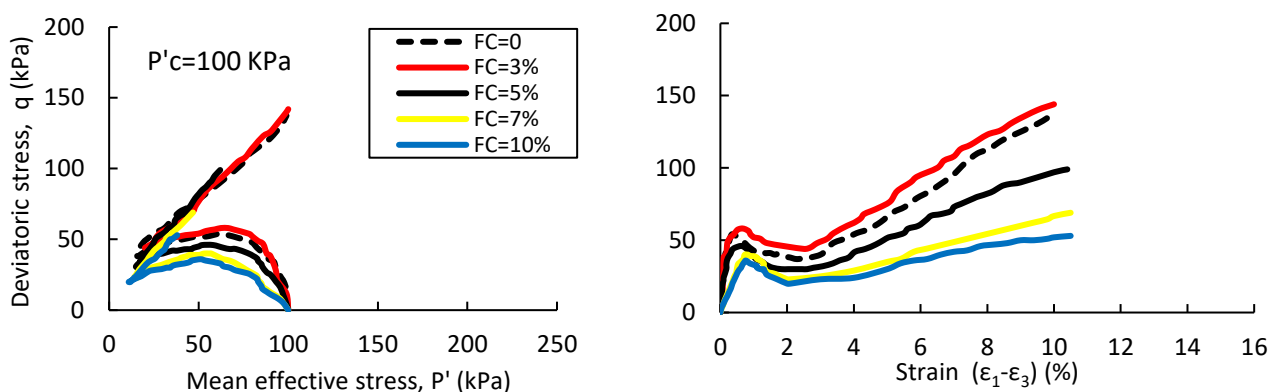 200
150
100
50
0
Deviatoric stress, q (kPa)
P'c=100 KPa
FC=0
FC=3%
FC=5%
FC=7%
FC=10%
0 50 100 150 200 250
Mean effective stress, P' (kPa)
200
150
100
50
0
0 2 4 6 8 10 12 14 16
Strain (ε₁-ε₃) (%)